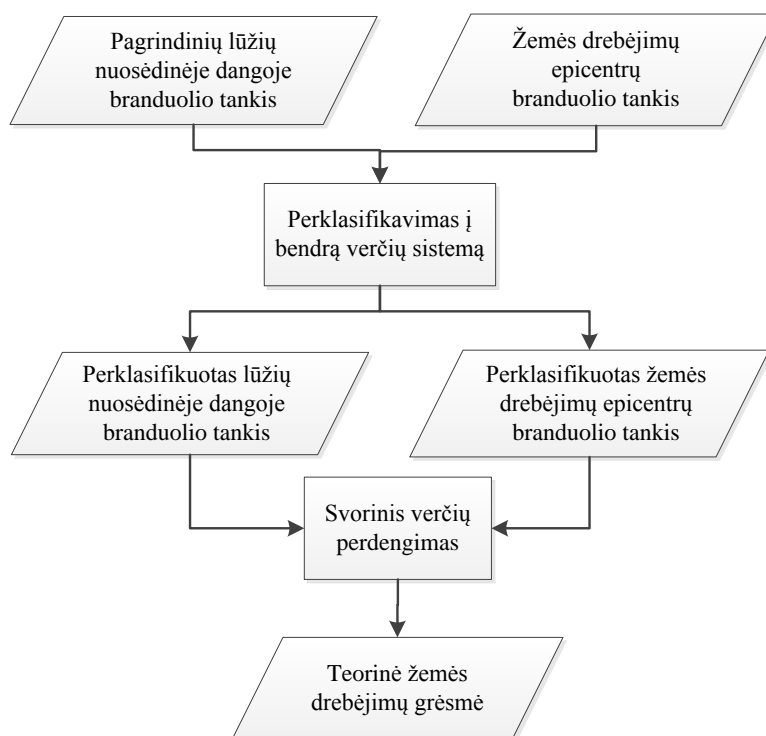 Pagrindinių lūžių
nuosėdinėje dangoje
branduolio tankis
Žemės drebėjimų
epicentrų
branduolio tankis
Perklasifikavimas į
bendrą verčių sistemą
Perklasifikuotas lūžių
nuosėdinėje dangoje
branduolio tankis
Perklasifikuotas žemės
drebėjimų epicentrų
branduolio tankis
Svorinis verčių
perdengimas
Teorinė žemės
drebėjimų grėsmė